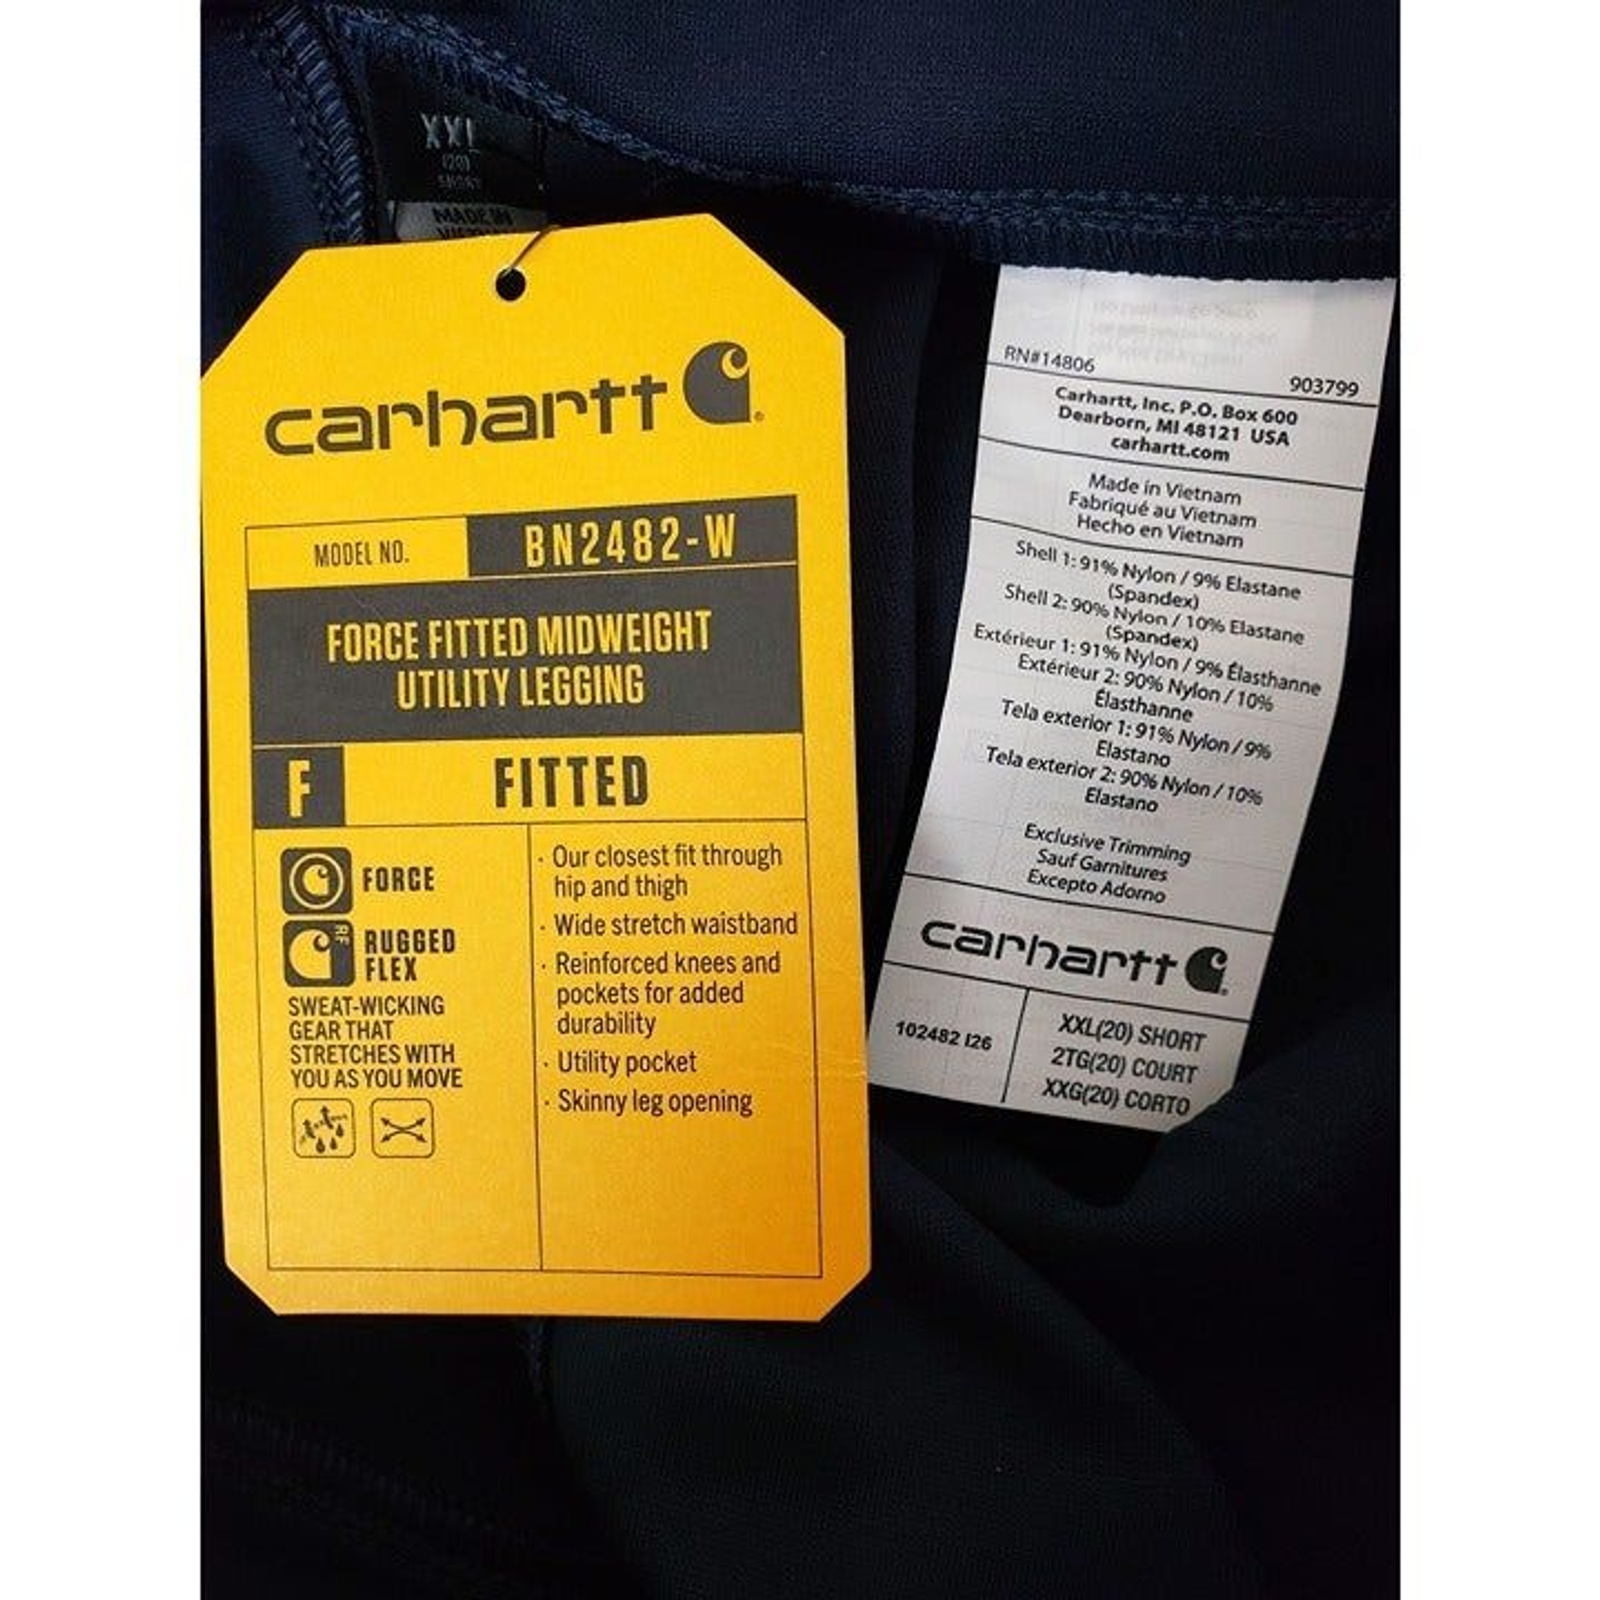 XXL
(20)
SHORT
MADE IN
carhartt
MODEL NO. BN2482-W
FORCE FITTED MIDWEIGHT
UTILITY LEGGING
F FITTED
FORCE
RUGGED
FLEX
RF
SWEAT-WICKING
GEAR THAT
STRETCHES WITH
YOU AS YOU MOVE
· Our closest fit through
hip and thigh
· Wide stretch waistband
· Reinforced knees and
pockets for added
durability
· Utility pocket
· Skinny leg opening
RN#14806 903799
Carhartt, Inc. P.O. Box 600
Dearborn, MI 48121 USA
carhartt.com
Made in Vietnam
Fabriqué au Vietnam
Hecho en Vietnam
Shell 1: 91% Nylon / 9% Elastane
(Spandex)
Shell 2: 90% Nylon / 10% Elastane
(Spandex)
Extérieur 1: 91% Nylon / 9% Élasthanne
Extérieur 2: 90% Nylon / 10%
Élasthanne
Tela exterior 1: 91% Nylon / 9%
Elastano
Tela exterior 2: 90% Nylon / 10%
Elastano
Exclusive Trimming
Sauf Garnitures
Excepto Adorno
carhartt
102482 I26
XXL(20) SHORT
2TG(20) COURT
XXG(20) CORTO